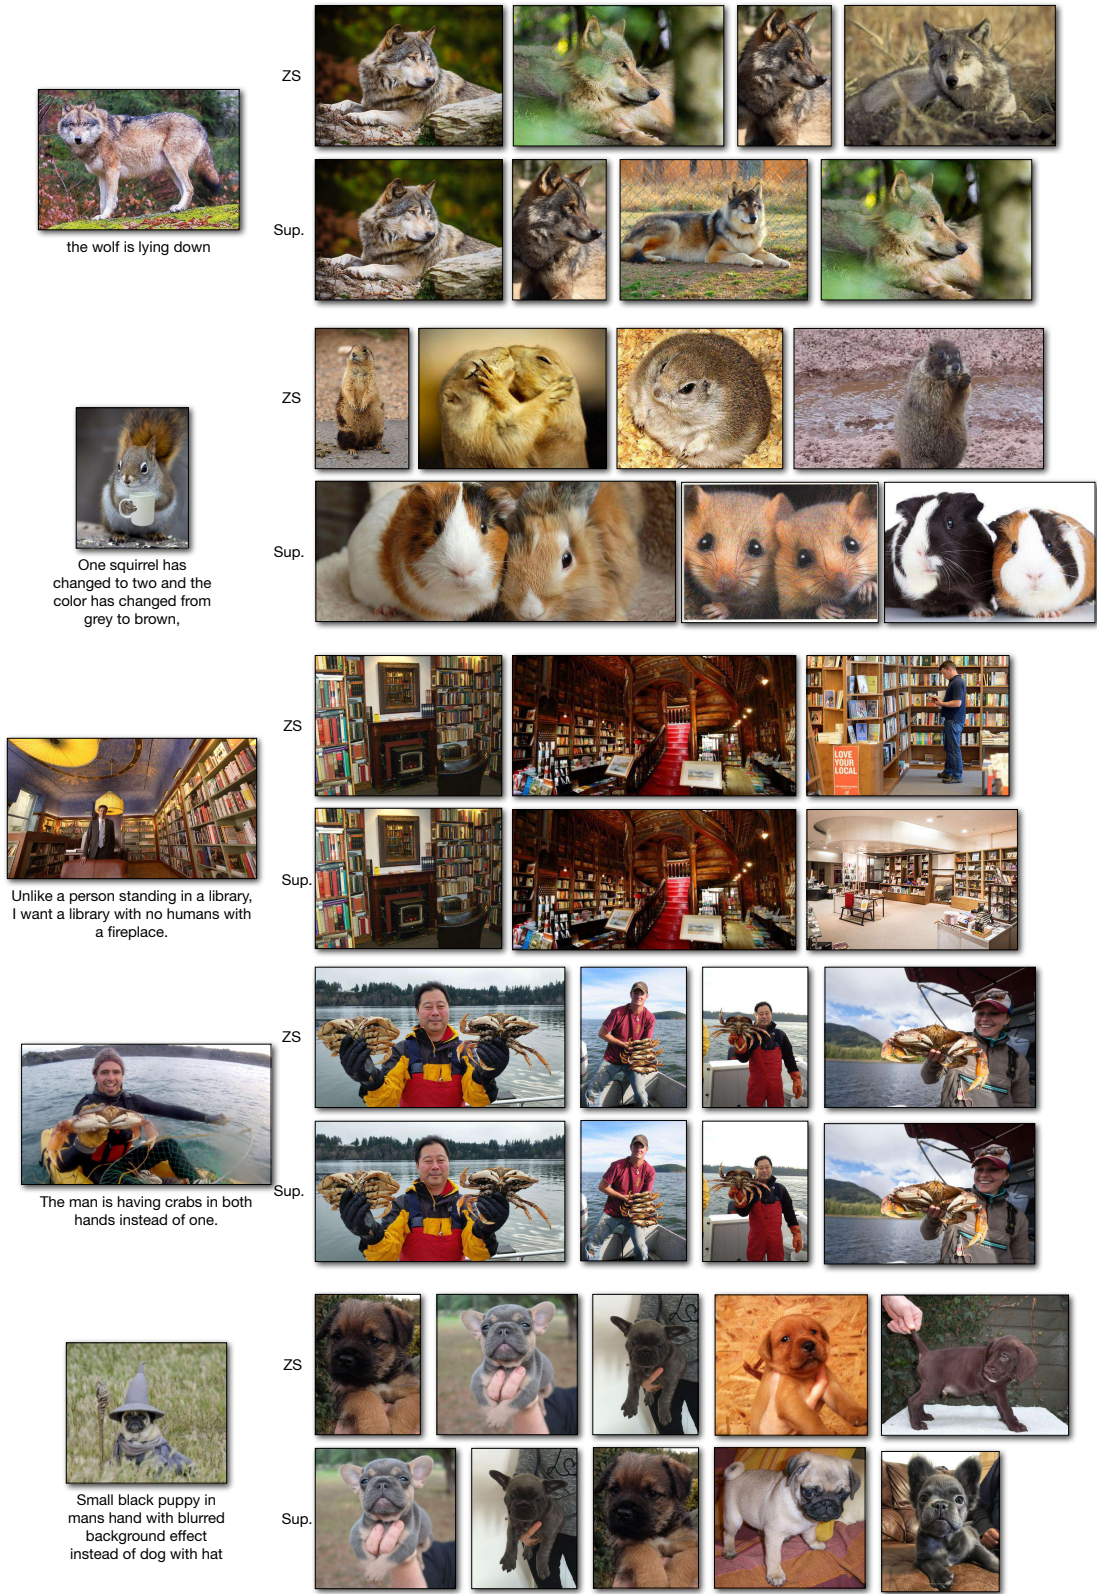 ZS
the wolf is lying down
Sup.
ZS
One squirrel has
changed to two and the
color has changed from
grey to brown,
Sup.
ZS
LOVE
YOUR
LOCAL
Unlike a person standing in a library,
I want a library with no humans with
a fireplace.
Sup.
ZS
The man is having crabs in both
hands instead of one.
Sup.
ZS
Small black puppy in
mans hand with blurred
background effect
instead of dog with hat
Sup.